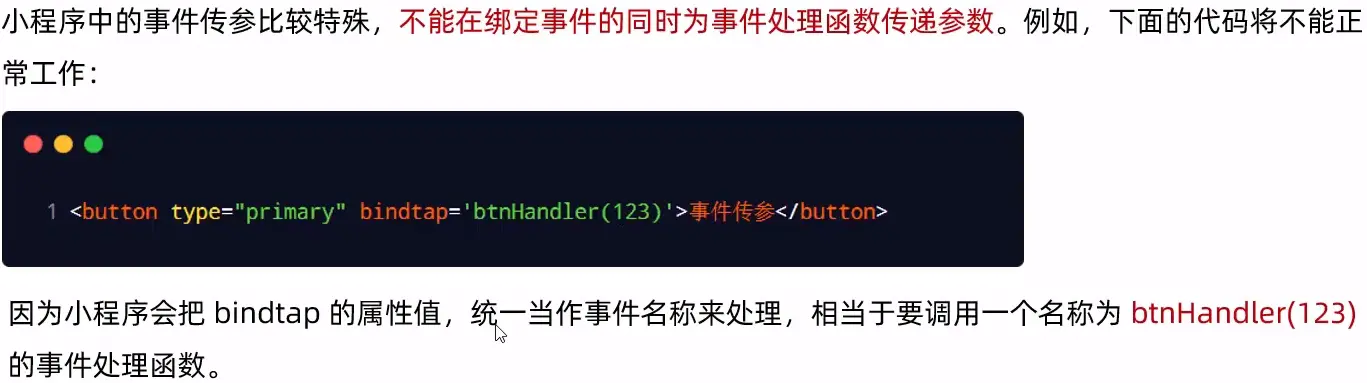 小程序中的事件传参比较特殊，不能在绑定事件的同时为事件处理函数传递参数。例如，下面的代码将不能正
常工作：
1 <button type="primary" bindtap='btnHandler(123)'>事件传参</button>
因为小程序会把 bindtap 的属性值，统一当作事件名称来处理，相当于要调用一个名称为 btnHandler(123)
的事件处理函数。